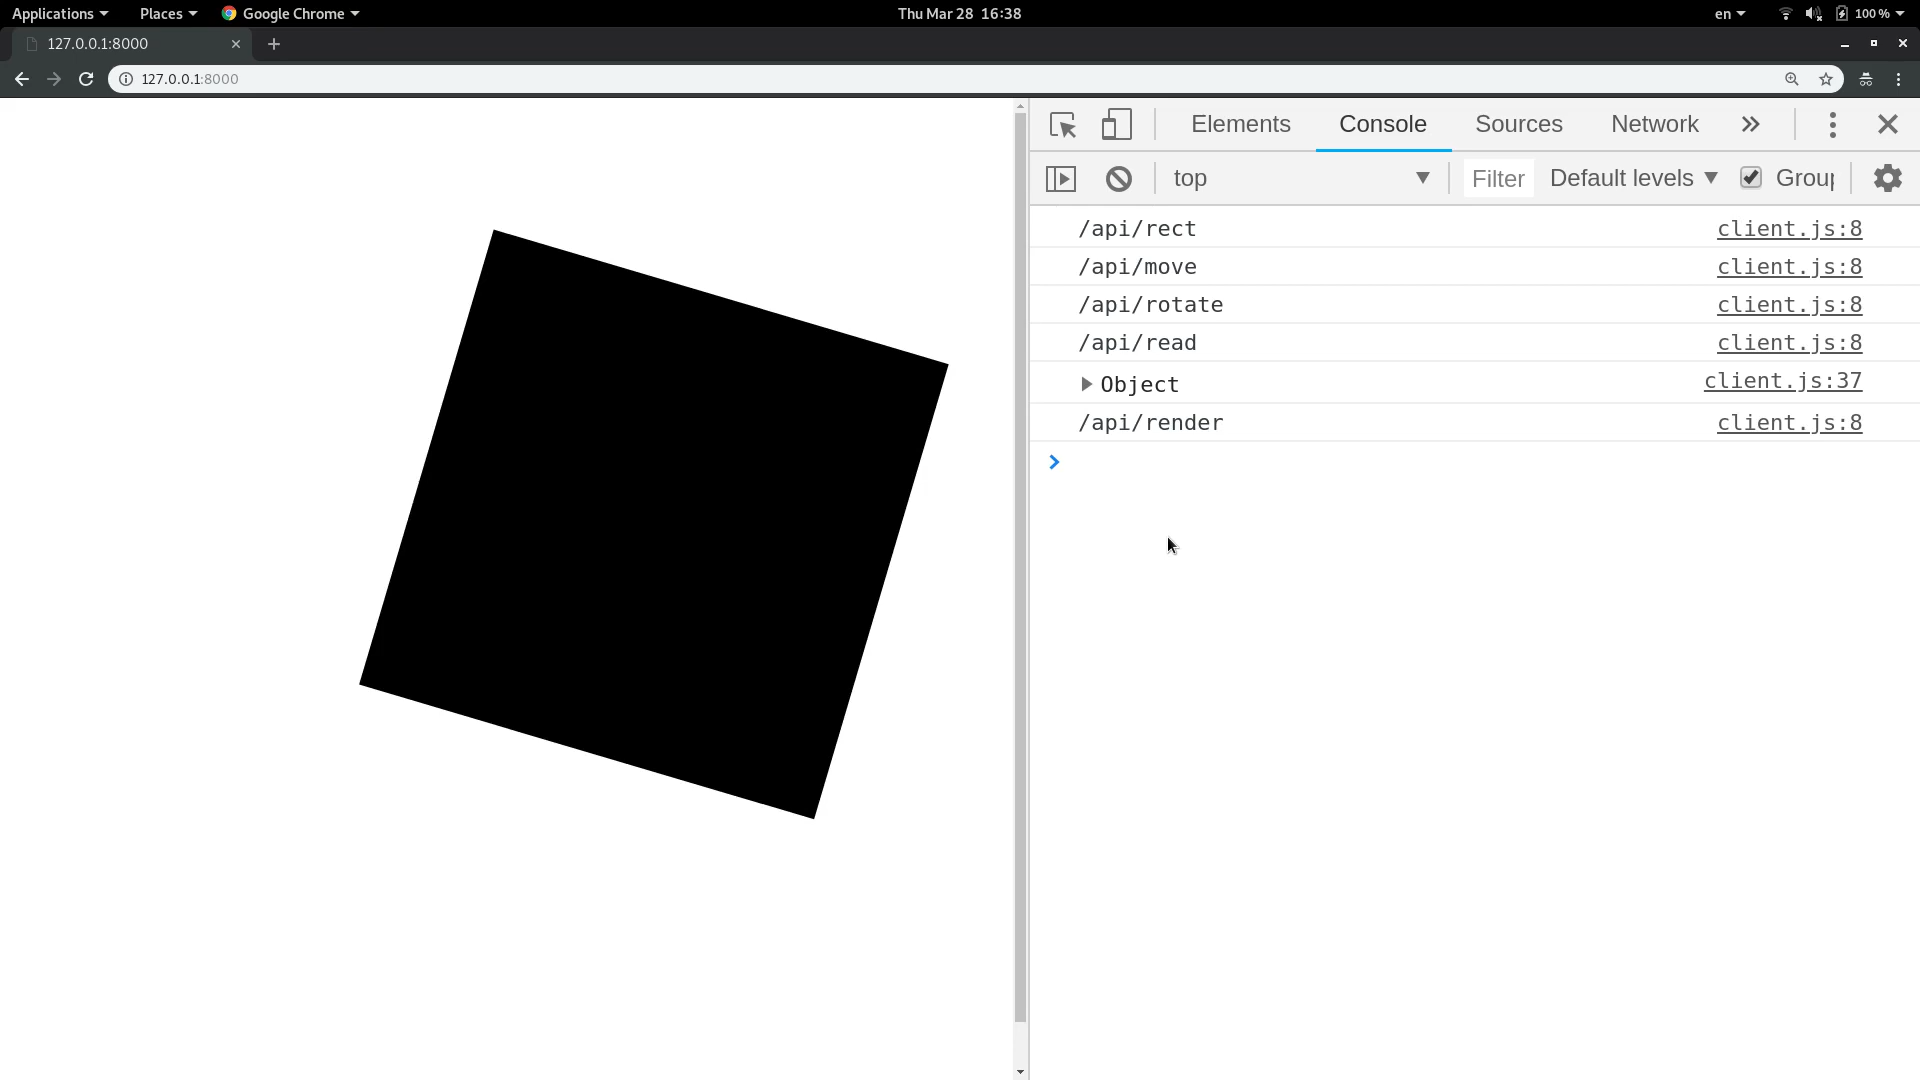 Applications Places Google Chrome Thu Mar 28 16:38 en 100 %
127.0.0.1:8000
127.0.0.1:8000
Elements Console Sources Network
top Filter Default levels Group
/api/rect client.js:8
/api/move client.js:8
/api/rotate client.js:8
/api/read client.js:8
Object client.js:37
/api/render client.js:8